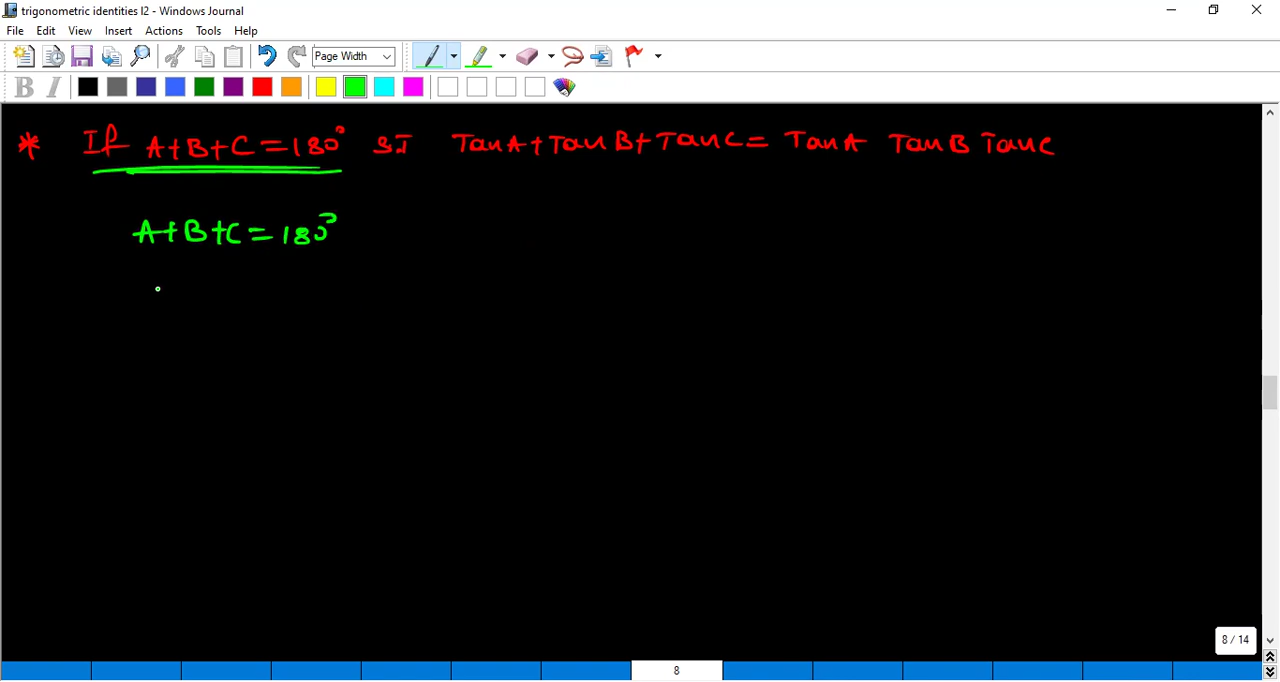 trigonometric identities l2 - Windows Journal
File Edit View Insert Actions Tools Help
Page Width
B I
* If A+B+C=180° S.T TanA+TanB+TanC= TanA TanB TanC
A+B+C=180°
8 / 14
8